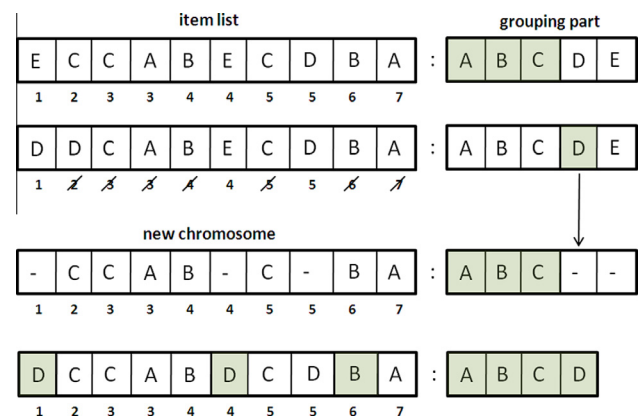 item list grouping part
E C C A B E C D B A : A B C D E
1 2 3 3 4 4 5 5 6 7
D D C A B E C D B A : A B C D E
1 2 3 3 4 4 5 5 6 7
new chromosome
- C C A B - C - B A : A B C - -
1 2 3 3 4 4 5 5 6 7
D C C A B D C D B A : A B C D
1 2 3 3 4 4 5 5 6 7